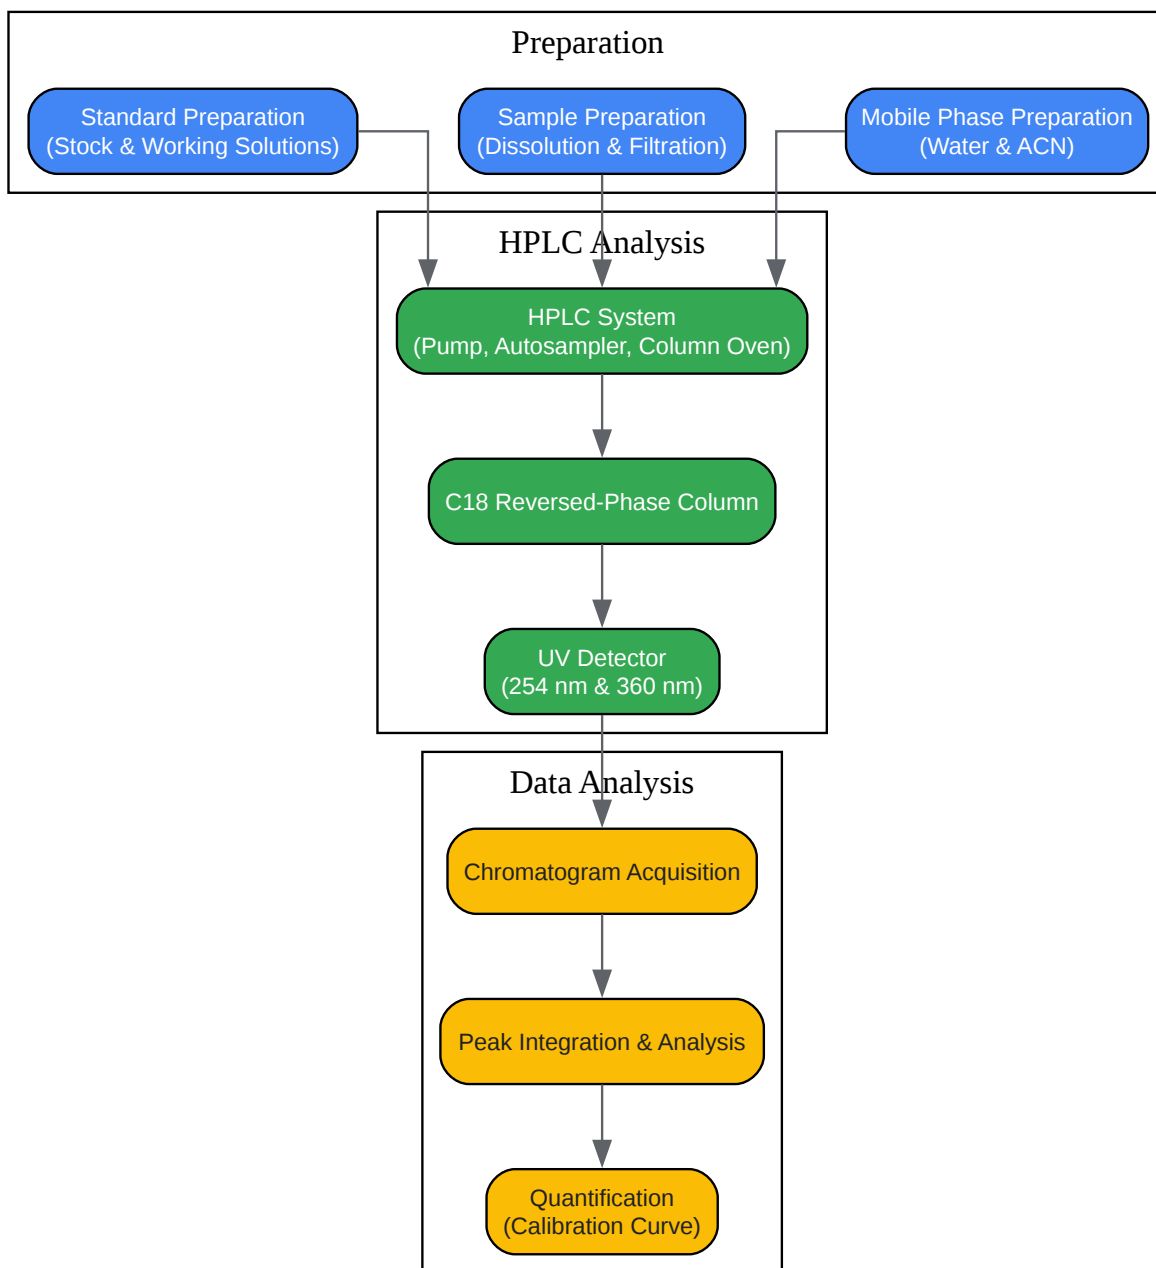 Preparation
Standard Preparation
(Stock & Working Solutions)
Sample Preparation
(Dissolution & Filtration)
Mobile Phase Preparation
(Water & ACN)
HPLC Analysis
HPLC System
(Pump, Autosampler, Column Oven)
C18 Reversed-Phase Column
UV Detector
(254 nm & 360 nm)
Data Analysis
Chromatogram Acquisition
Peak Integration & Analysis
Quantification
(Calibration Curve)